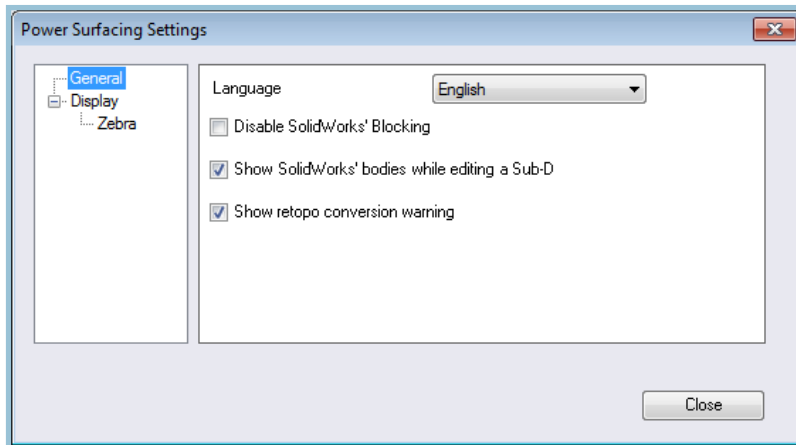 Power Surfacing Settings
General
Display
Zebra
Language
English
Disable SolidWorks' Blocking
Show SolidWorks' bodies while editing a Sub-D
Show retopo conversion warning
Close